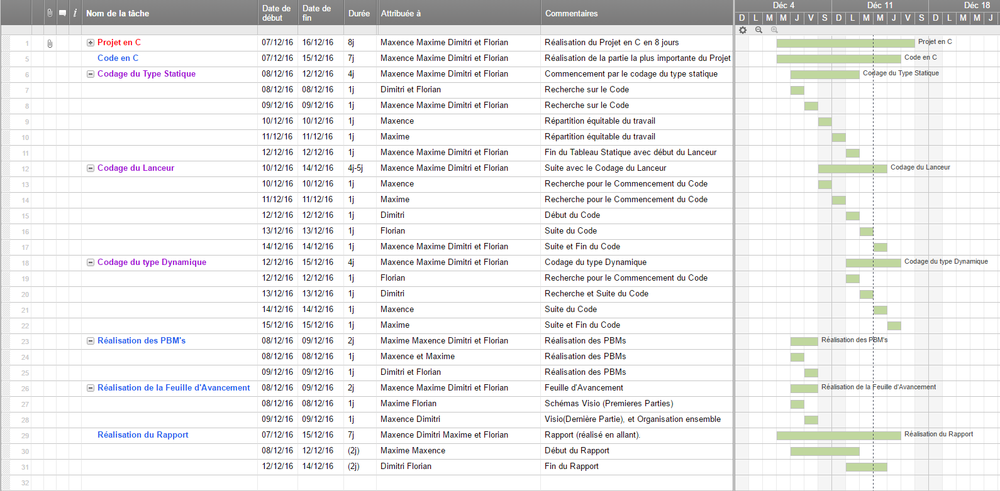 Nom de la tâche Date de début Date de fin Durée Attribuée à Commentaires Déc 4 Déc 11 Déc 18
D L M M J V S D L M M J V S D L M M J
1 Projet en C 07/12/16 16/12/16 8j Maxence Maxime Dimitri et Florian Réalisation du Projet en C en 8 jours Projet en C
5 Code en C 07/12/16 15/12/16 7j Maxence Maxime Dimitri et Florian Réalisation de la partie la plus importante du Projet Code en C
6 Codage du Type Statique 08/12/16 12/12/16 4j Maxence Maxime Dimitri et Florian Commencement par le codage du type statique Codage du Type Statique
7 08/12/16 08/12/16 1j Dimitri et Florian Recherche sur le Code
8 09/12/16 09/12/16 1j Maxence Maxime Dimitri et Florian Recherche sur le Code
9 10/12/16 10/12/16 1j Maxence Répartition équitable du travail
10 11/12/16 11/12/16 1j Maxime Répartition équitable du travail
11 12/12/16 12/12/16 1j Maxence Maxime Dimitri et Florian Fin du Tableau Statique avec début du Lanceur
12 Codage du Lanceur 10/12/16 14/12/16 4j-5j Maxence Maxime Dimitri et Florian Suite avec le Codage du Lanceur Codage du Lanceur
13 10/12/16 10/12/16 1j Maxence Recherche pour le Commencement du Code
14 11/12/16 11/12/16 1j Maxime Recherche pour le Commencement du Code
15 12/12/16 12/12/16 1j Dimitri Début du Code
16 13/12/16 13/12/16 1j Florian Suite du Code
17 14/12/16 14/12/16 1j Maxence Maxime Dimitri et Florian Suite et Fin du Code
18 Codage du type Dynamique 12/12/16 15/12/16 4j Maxence Maxime Dimitri et Florian Codage du type Dynamique Codage du type Dynamique
19 12/12/16 12/12/16 1j Florian Recherche pour le Commencement du Code
20 13/12/16 13/12/16 1j Dimitri Recherche et Suite du Code
21 14/12/16 14/12/16 1j Maxence Suite du Code
22 15/12/16 15/12/16 1j Maxime Suite et Fin du Code
23 Réalisation des PBM's 08/12/16 09/12/16 2j Maxime Maxence Dimitri et Florian Réalisation des PBMs Réalisation des PBM's
24 08/12/16 08/12/16 1j Maxence et Maxime Réalisation des PBMs
25 09/12/16 09/12/16 1j Dimitri et Florian Réalisation des PBMs
26 Réalisation de la Feuille d'Avancement 08/12/16 09/12/16 2j Maxence Maxime Dimitri et Florian Feuille d'Avancement Réalisation de la Feuille d'Avancement
27 08/12/16 08/12/16 1j Maxime Florian Schémas Visio (Premieres Parties)
28 09/12/16 09/12/16 1j Maxence Dimitri Visio(Dernière Partie), et Organisation ensemble
29 Réalisation du Rapport 07/12/16 15/12/16 7j Maxence Dimitri Maxime et Florian Rapport (réalisé en allant). Réalisation du Rapport
30 08/12/16 12/12/16 (2j) Maxime Maxence Début du Rapport
31 12/12/16 14/12/16 (2j) Dimitri Florian Fin du Rapport
32